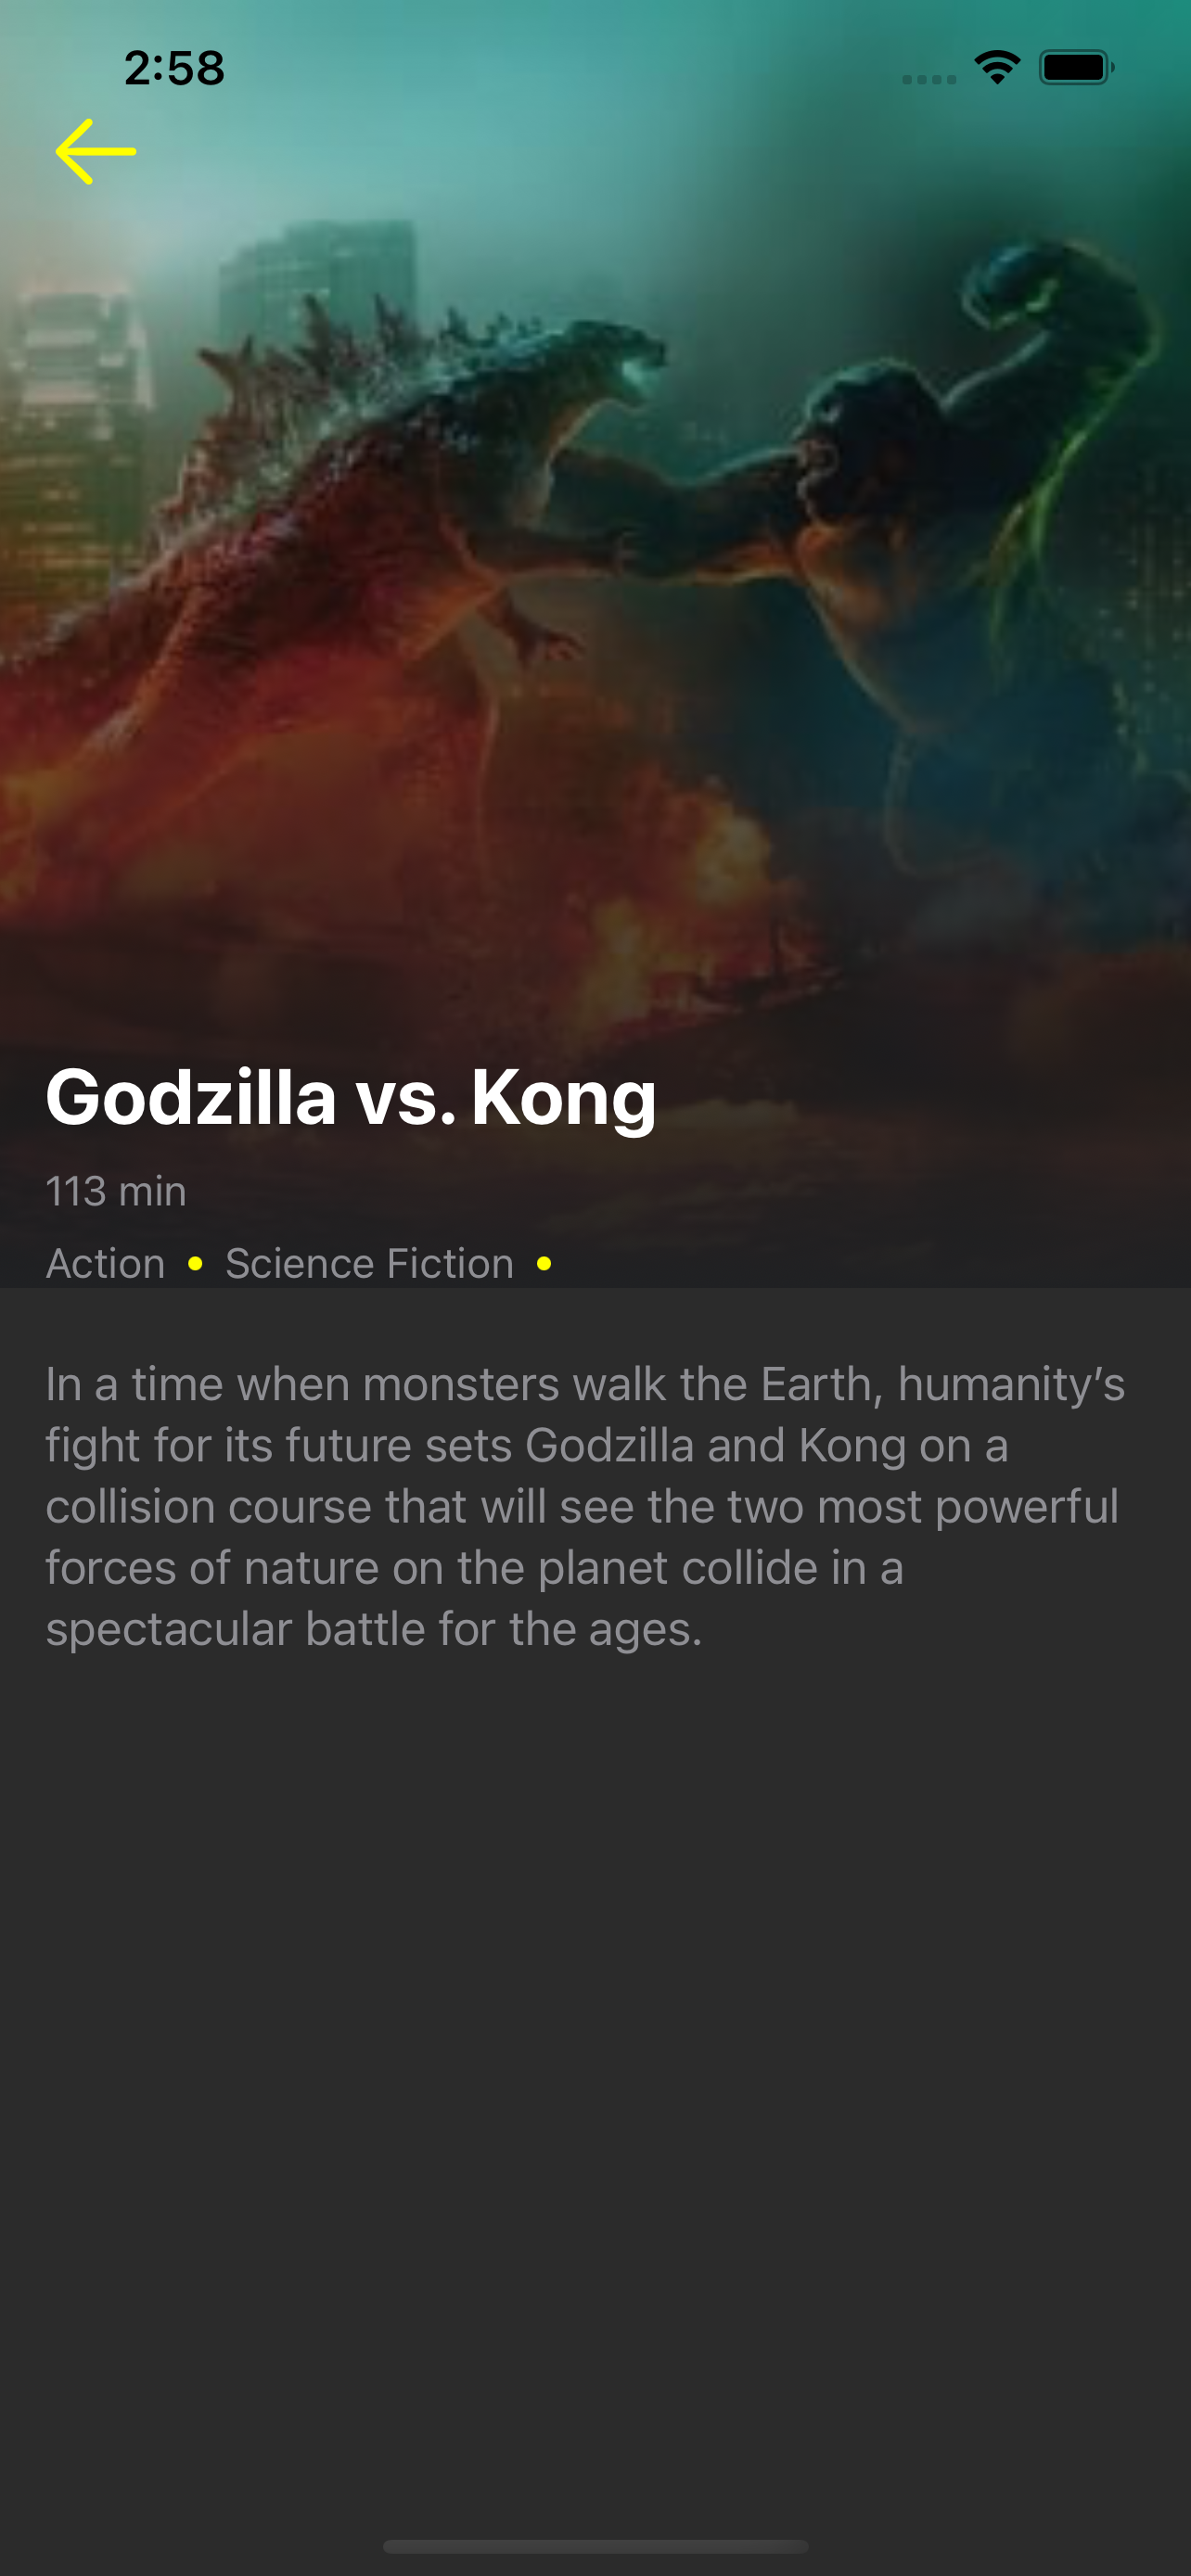 2:58
Godzilla vs. Kong
113 min
Action • Science Fiction •
In a time when monsters walk the Earth, humanity’s
fight for its future sets Godzilla and Kong on a
collision course that will see the two most powerful
forces of nature on the planet collide in a
spectacular battle for the ages.